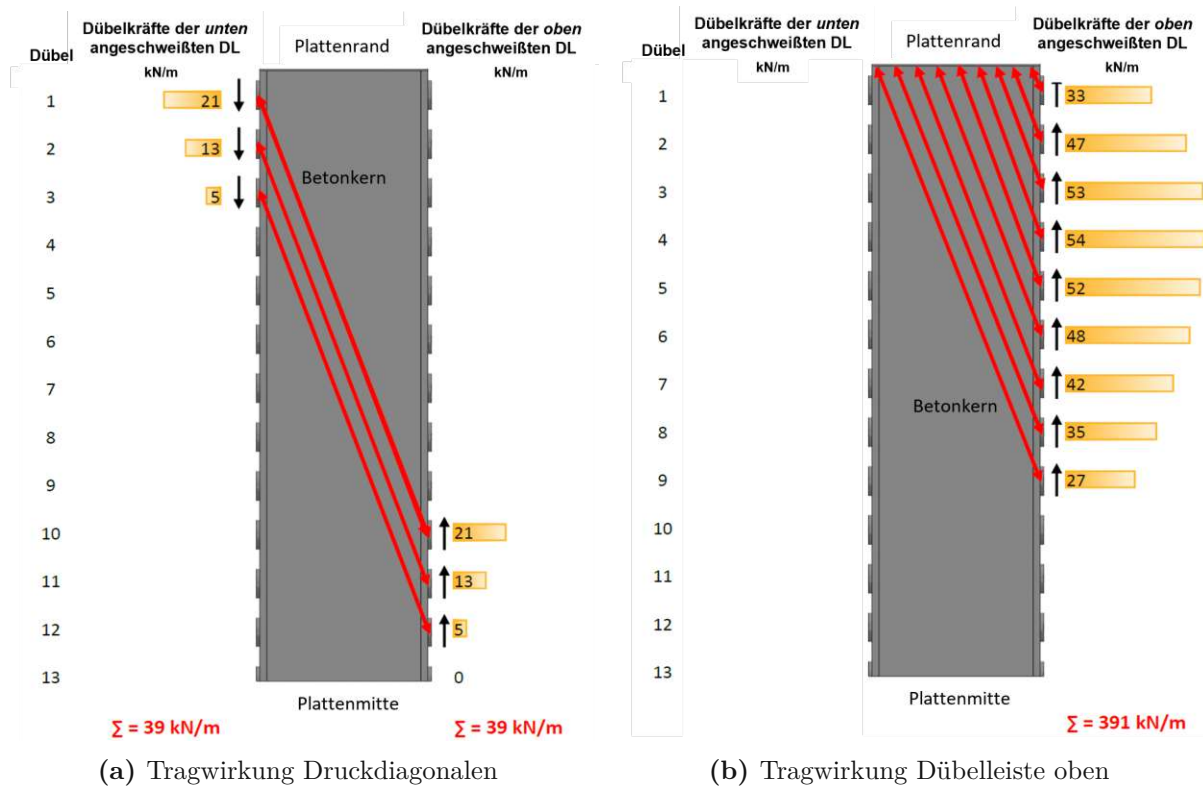 Dübelkräfte der unten
angeschweißten DL
kN/m
Plattenrand
Dübelkräfte der oben
angeschweißten DL
kN/m
Dübel
1
21
2
13
Betonkern
3
5
4
5
6
7
8
9
10
21
11
13
12
5
13
0
Plattenmitte
∑ = 39 kN/m
∑ = 39 kN/m
(a) Tragwirkung Druckdiagonalen
Dübelkräfte der unten
angeschweißten DL
kN/m
Plattenrand
Dübelkräfte der oben
angeschweißten DL
kN/m
Dübel
1
33
2
47
3
53
4
54
5
52
6
48
7
42
Betonkern
8
35
9
27
10
11
12
13
Plattenmitte
∑ = 391 kN/m
(b) Tragwirkung Dübelleiste oben